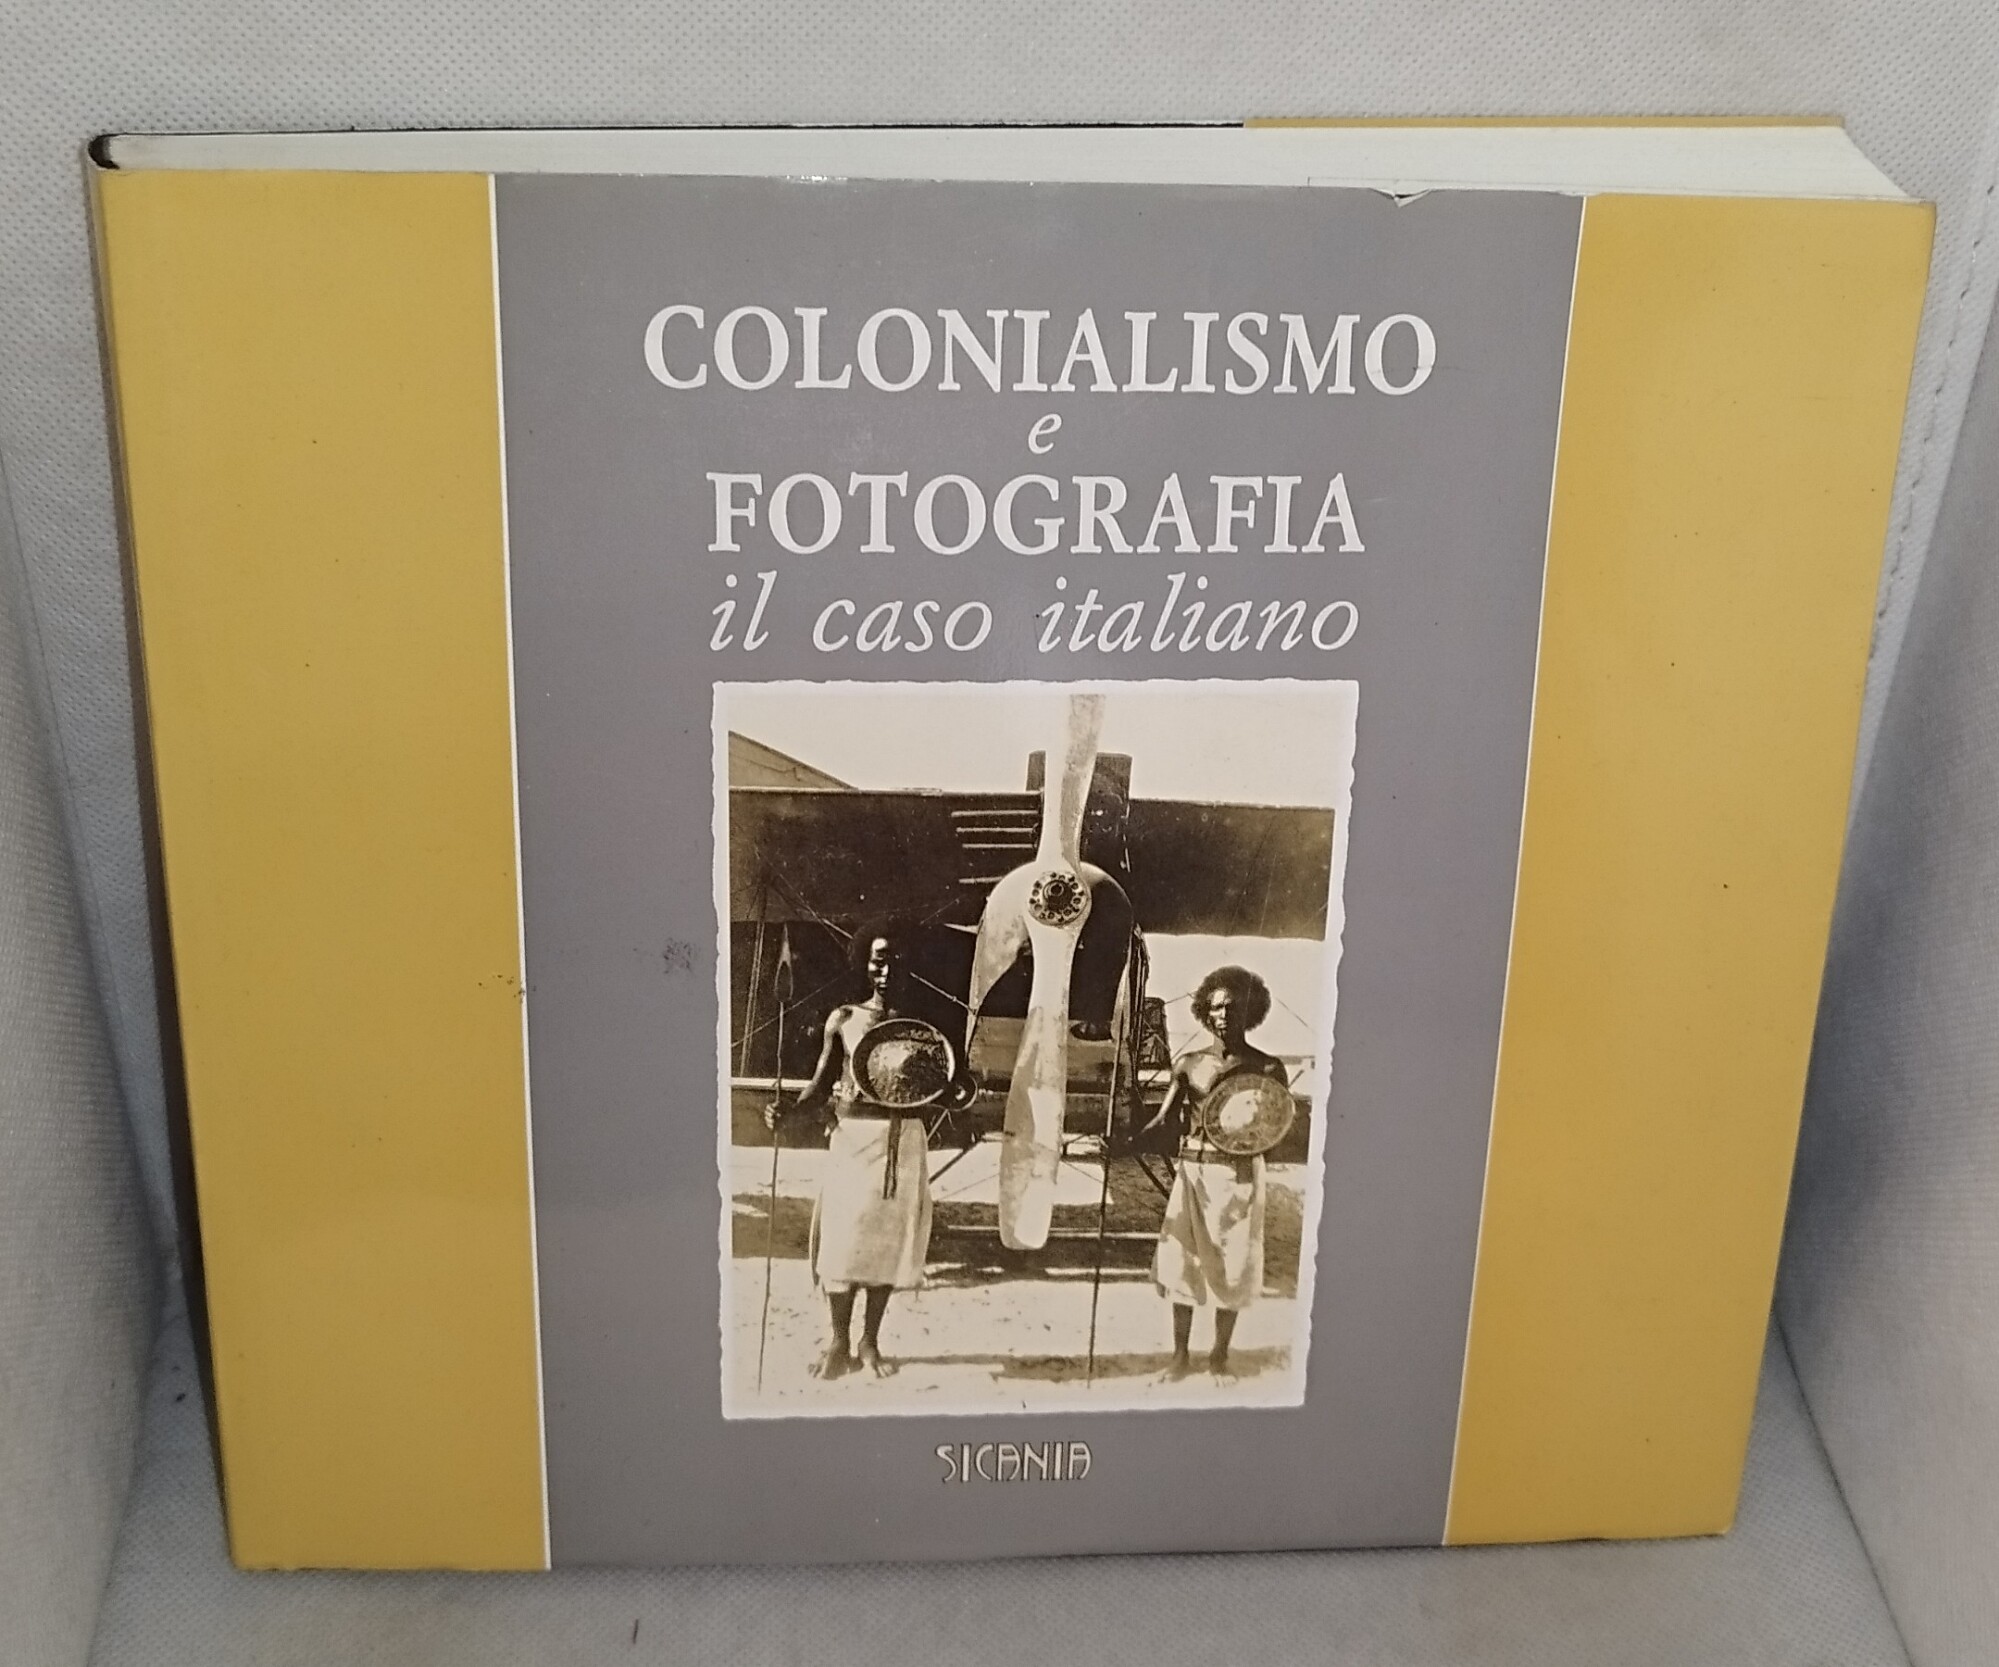 COLONIALISMO
e
FOTOGRAFIA
il caso italiano
SICANIA